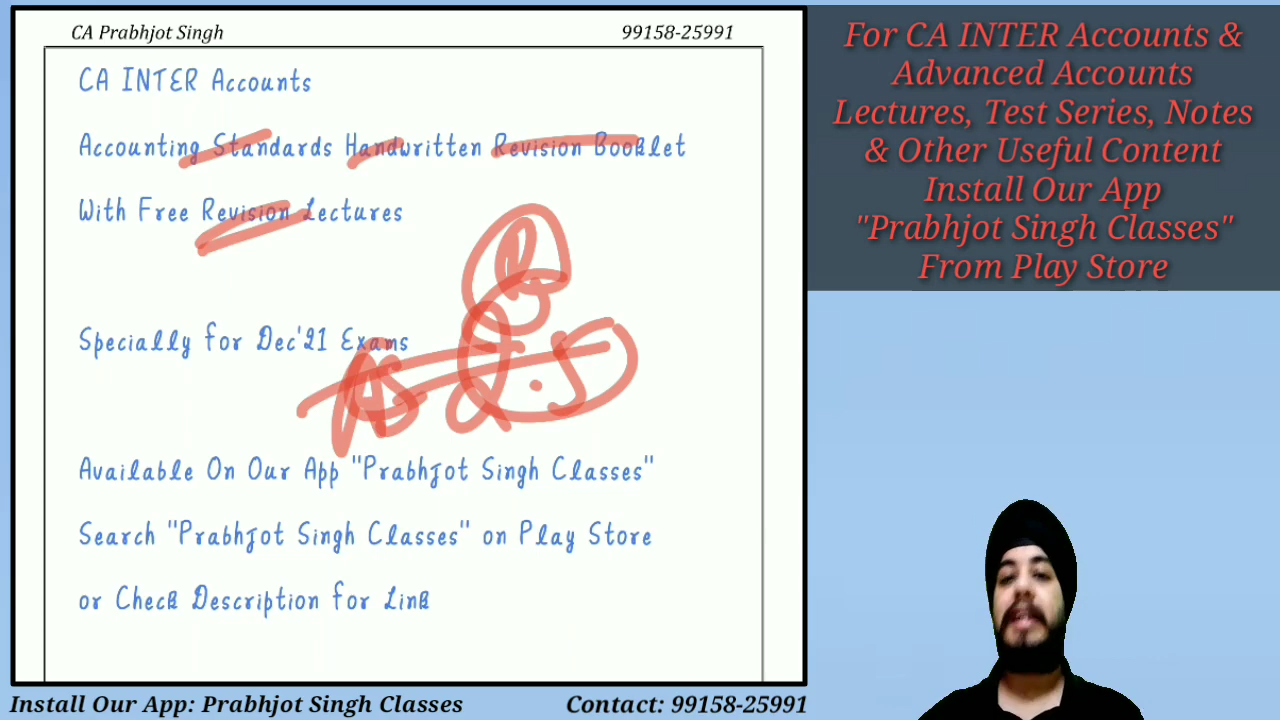 CA Prabhjot Singh
99158-25991
CA INTER Accounts
Accounting Standards Handwritten Revision Booklet
With Free Revision Lectures
Specially for Dec'21 Exams
Available On Our App "Prabhjot Singh Classes"
Search "Prabhjot Singh Classes" on Play Store
or Check Description for Link
For CA INTER Accounts &
Advanced Accounts
Lectures, Test Series, Notes
& Other Useful Content
Install Our App
"Prabhjot Singh Classes"
From Play Store
Install Our App: Prabhjot Singh Classes
Contact: 99158-25991